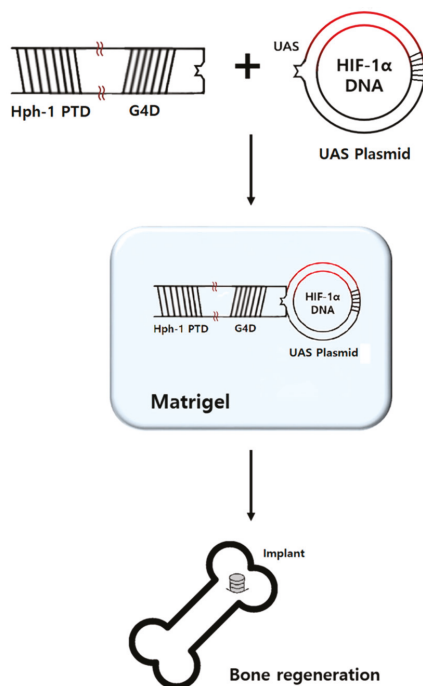 UAS
HIF-1α
DNA
Hph-1 PTD
G4D
UAS Plasmid
HIF-1α
DNA
Hph-1 PTD
G4D
UAS Plasmid
Matrigel
Implant
Bone regeneration